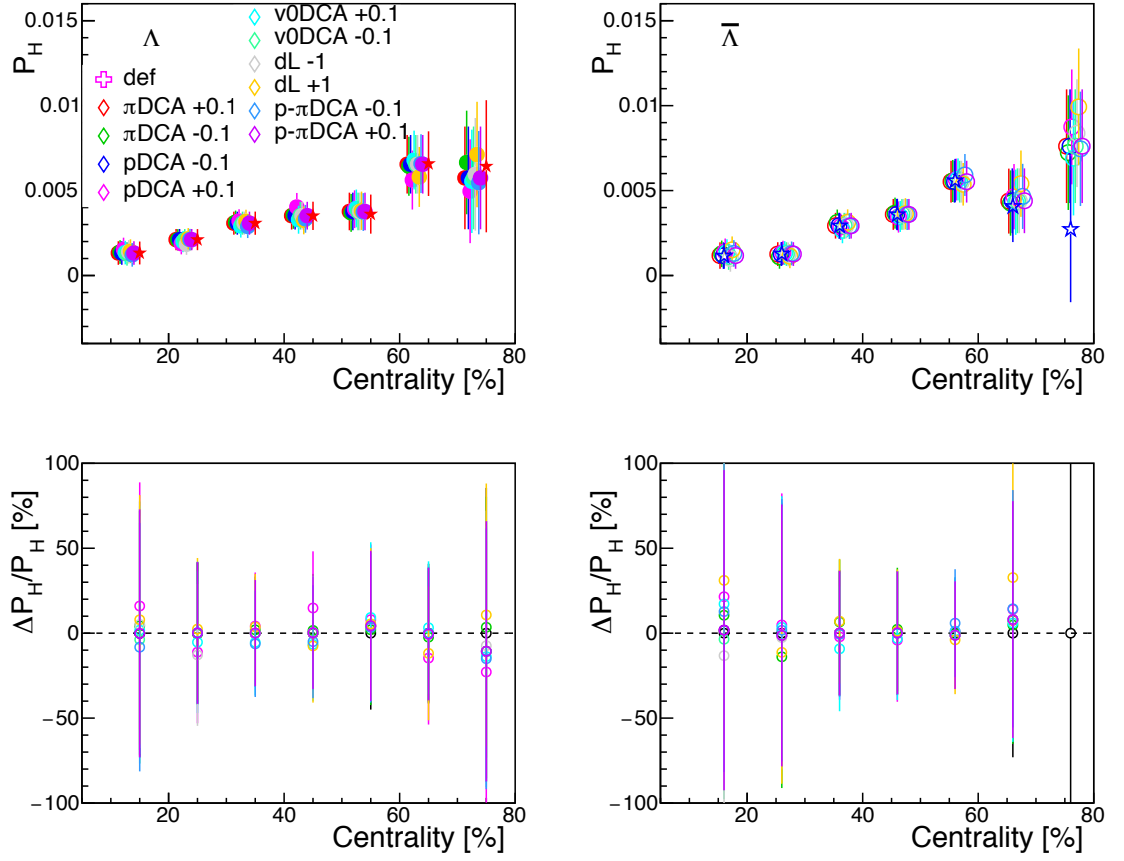 P_H
0.015
0.01
0.005
0
Λ
def
πDCA +0.1
πDCA -0.1
pDCA -0.1
pDCA +0.1
v0DCA +0.1
v0DCA -0.1
dL -1
dL +1
p-πDCA -0.1
p-πDCA +0.1
20 40 60 80
Centrality [%]
P_H
0.015
0.01
0.005
0
Λ̅
20 40 60 80
Centrality [%]
ΔP_H/P_H [%]
100
50
0
−50
−100
20 40 60 80
Centrality [%]
ΔP_H/P_H [%]
100
50
0
−50
−100
20 40 60 80
Centrality [%]